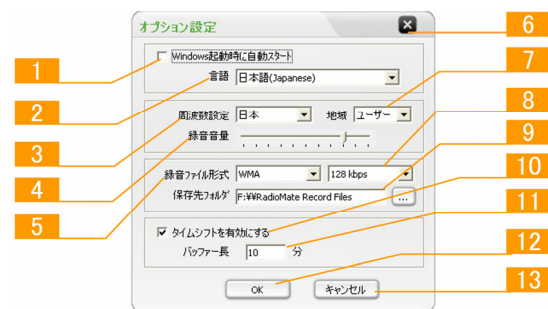 オプション設定
6
Windows起動時に自動スタート
1
7
言語 日本語(Japanese)
2
8
周波数設定 日本 地域 ユーザー
3
録音音量
9
4
録音ファイル形式 WMA 128 kbps
10
保存先フォルダ F:¥¥RadioMate Record Files ...
5
11
タイムシフトを有効にする
バッファー長 10 分
12
OK キャンセル
13